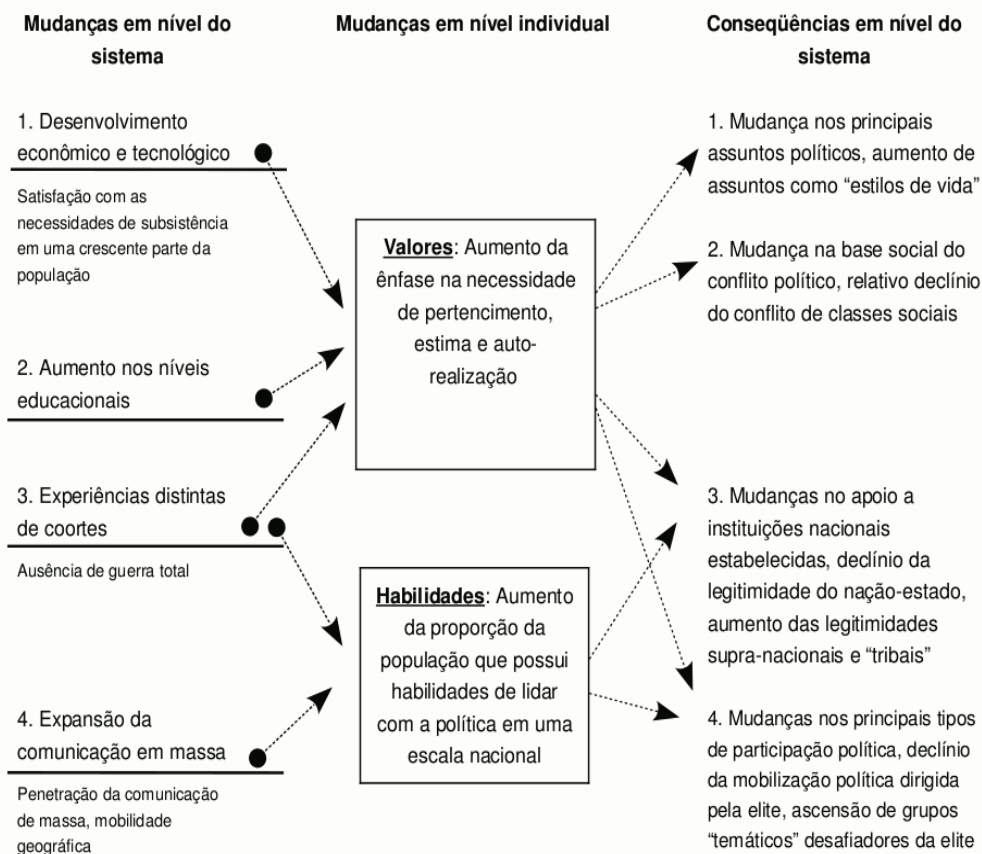 Mudanças em nível do
sistema
Mudanças em nível individual
Conseqüências em nível do
sistema
1. Desenvolvimento
econômico e tecnológico
Satisfação com as
necessidades de subsistência
em uma crescente parte da
população
2. Aumento nos níveis
educacionais
3. Experiências distintas
de coortes
Ausência de guerra total
4. Expansão da
comunicação em massa
Penetração da comunicação
de massa, mobilidade
geográfica
Valores: Aumento da
ênfase na necessidade
de pertencimento,
estima e auto-
realização
Habilidades: Aumento
da proporção da
população que possui
habilidades de lidar
com a política em uma
escala nacional
1. Mudança nos principais
assuntos políticos, aumento de
assuntos como “estilos de vida”
2. Mudança na base social do
conflito político, relativo declínio
do conflito de classes sociais
3. Mudanças no apoio a
instituições nacionais
estabelecidas, declínio da
legitimidade do nação-estado,
aumento das legitimidades
supra-nacionais e “tribais”
4. Mudanças nos principais tipos
de participação política, declínio
da mobilização política dirigida
pela elite, ascensão de grupos
“temáticos” desafiadores da elite